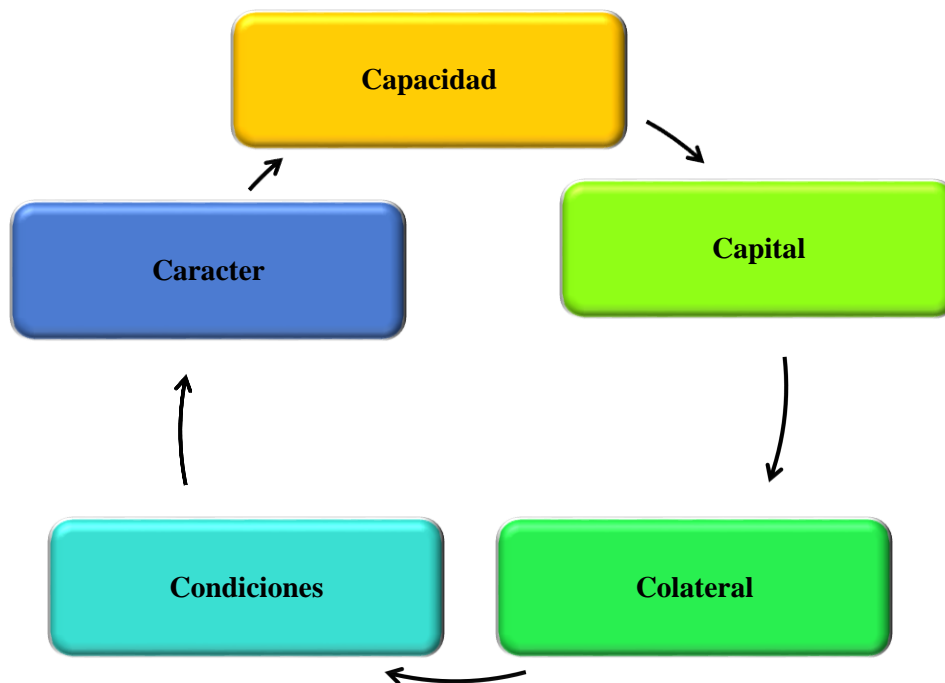 Capacidad
Capital
Colateral
Condiciones
Caracter